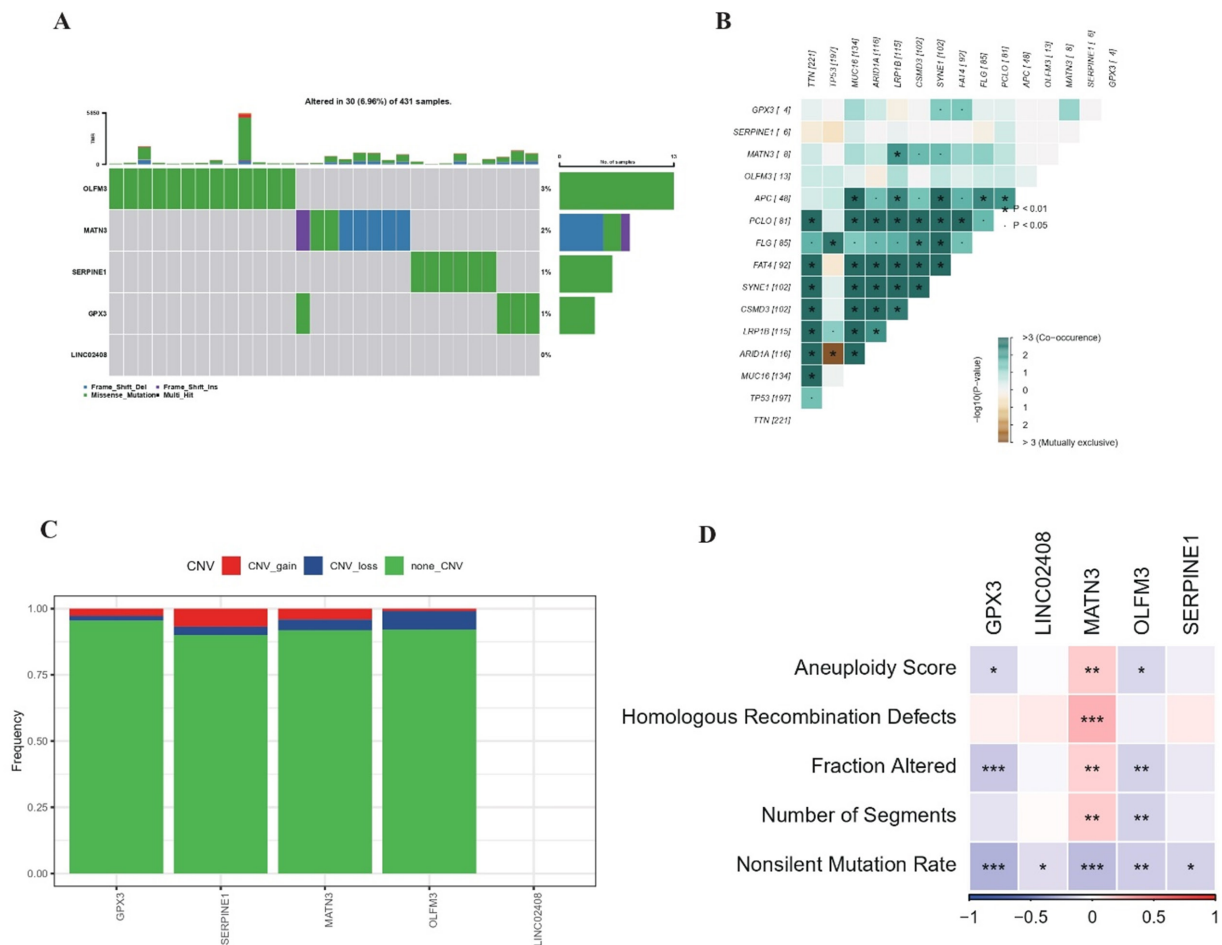 A
Altered in 30 (6.96%) of 431 samples.
5350
TMB
0
0
No. of samples
13
OLFM3
3%
MATN3
2%
SERPINE1
1%
GPX3
1%
LINC02408
0%
Frame_Shift_Del
Frame_Shift_Ins
Missense_Mutation
Multi_Hit
B
TTN [221]
TP53 [197]
MUC16 [134]
ARID1A [116]
LRP1B [115]
CSMD3 [102]
SYNE1 [102]
FAT4 [ 92]
FLG [ 85]
PCLO [ 81]
APC [ 48]
OLFM3 [ 13]
MATN3 [ 8]
SERPINE1 [ 6]
GPX3 [ 4]
GPX3 [ 4]
SERPINE1 [ 6]
MATN3 [ 8]
OLFM3 [ 13]
APC [ 48]
PCLO [ 81]
FLG [ 85]
FAT4 [ 92]
SYNE1 [102]
CSMD3 [102]
LRP1B [115]
ARID1A [116]
MUC16 [134]
TP53 [197]
TTN [221]
* P < 0.01
· P < 0.05
−log10(P-value)
>3 (Co-occurence)
2
1
0
1
2
> 3 (Mutually exclusive)
C
CNV
CNV_gain
CNV_loss
none_CNV
Frequency
1.00
0.75
0.50
0.25
0.00
GPX3
SERPINE1
MATN3
OLFM3
LINC02408
D
GPX3
LINC02408
MATN3
OLFM3
SERPINE1
Aneuploidy Score
* ** *
Homologous Recombination Defects
***
Fraction Altered
*** ** **
Number of Segments
** **
Nonsilent Mutation Rate
*** * *** ** *
−1 −0.5 0 0.5 1